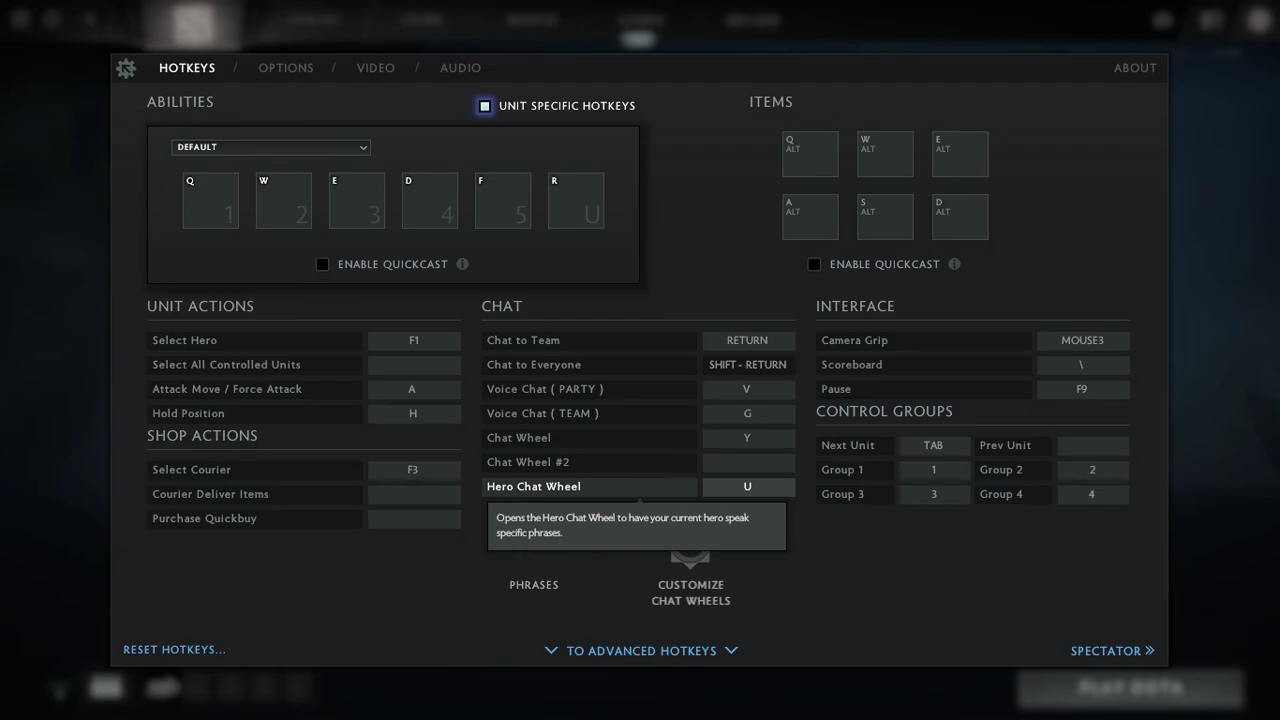 HOTKEYS / OPTIONS / VIDEO / AUDIO
ABOUT
ABILITIES
UNIT SPECIFIC HOTKEYS
DEFAULT
Q
1
W
2
E
3
D
4
F
5
R
U
ENABLE QUICKCAST
ITEMS
Q
ALT
W
ALT
E
ALT
A
ALT
S
ALT
D
ALT
ENABLE QUICKCAST
UNIT ACTIONS
Select Hero F1
Select All Controlled Units
Attack Move / Force Attack A
Hold Position H
SHOP ACTIONS
Select Courier F3
Courier Deliver Items
Purchase Quickbuy
CHAT
Chat to Team RETURN
Chat to Everyone SHIFT - RETURN
Voice Chat ( PARTY ) V
Voice Chat ( TEAM ) G
Chat Wheel Y
Chat Wheel #2
Hero Chat Wheel U
Opens the Hero Chat Wheel to have your current hero speak
specific phrases.
PHRASES
CUSTOMIZE
CHAT WHEELS
INTERFACE
Camera Grip MOUSE3
Scoreboard \
Pause F9
CONTROL GROUPS
Next Unit TAB Prev Unit
Group 1 1 Group 2 2
Group 3 3 Group 4 4
RESET HOTKEYS...
TO ADVANCED HOTKEYS
SPECTATOR
PLAY DOTA